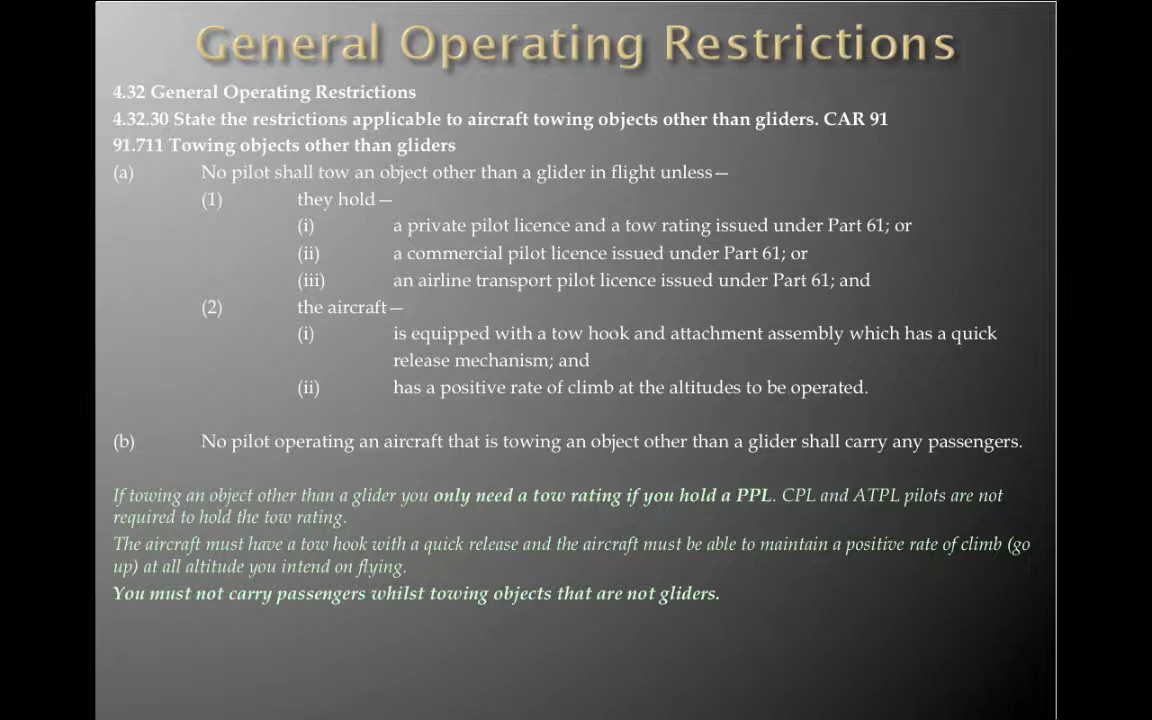 General Operating Restrictions
4.32 General Operating Restrictions
4.32.30 State the restrictions applicable to aircraft towing objects other than gliders. CAR 91
91.711 Towing objects other than gliders
(a) No pilot shall tow an object other than a glider in flight unless—
(1) they hold—
(i) a private pilot licence and a tow rating issued under Part 61; or
(ii) a commercial pilot licence issued under Part 61; or
(iii) an airline transport pilot licence issued under Part 61; and
(2) the aircraft—
(i) is equipped with a tow hook and attachment assembly which has a quick
release mechanism; and
(ii) has a positive rate of climb at the altitudes to be operated.
(b) No pilot operating an aircraft that is towing an object other than a glider shall carry any passengers.
If towing an object other than a glider you only need a tow rating if you hold a PPL. CPL and ATPL pilots are not
required to hold the tow rating.
The aircraft must have a tow hook with a quick release and the aircraft must be able to maintain a positive rate of climb (go
up) at all altitude you intend on flying.
You must not carry passengers whilst towing objects that are not gliders.